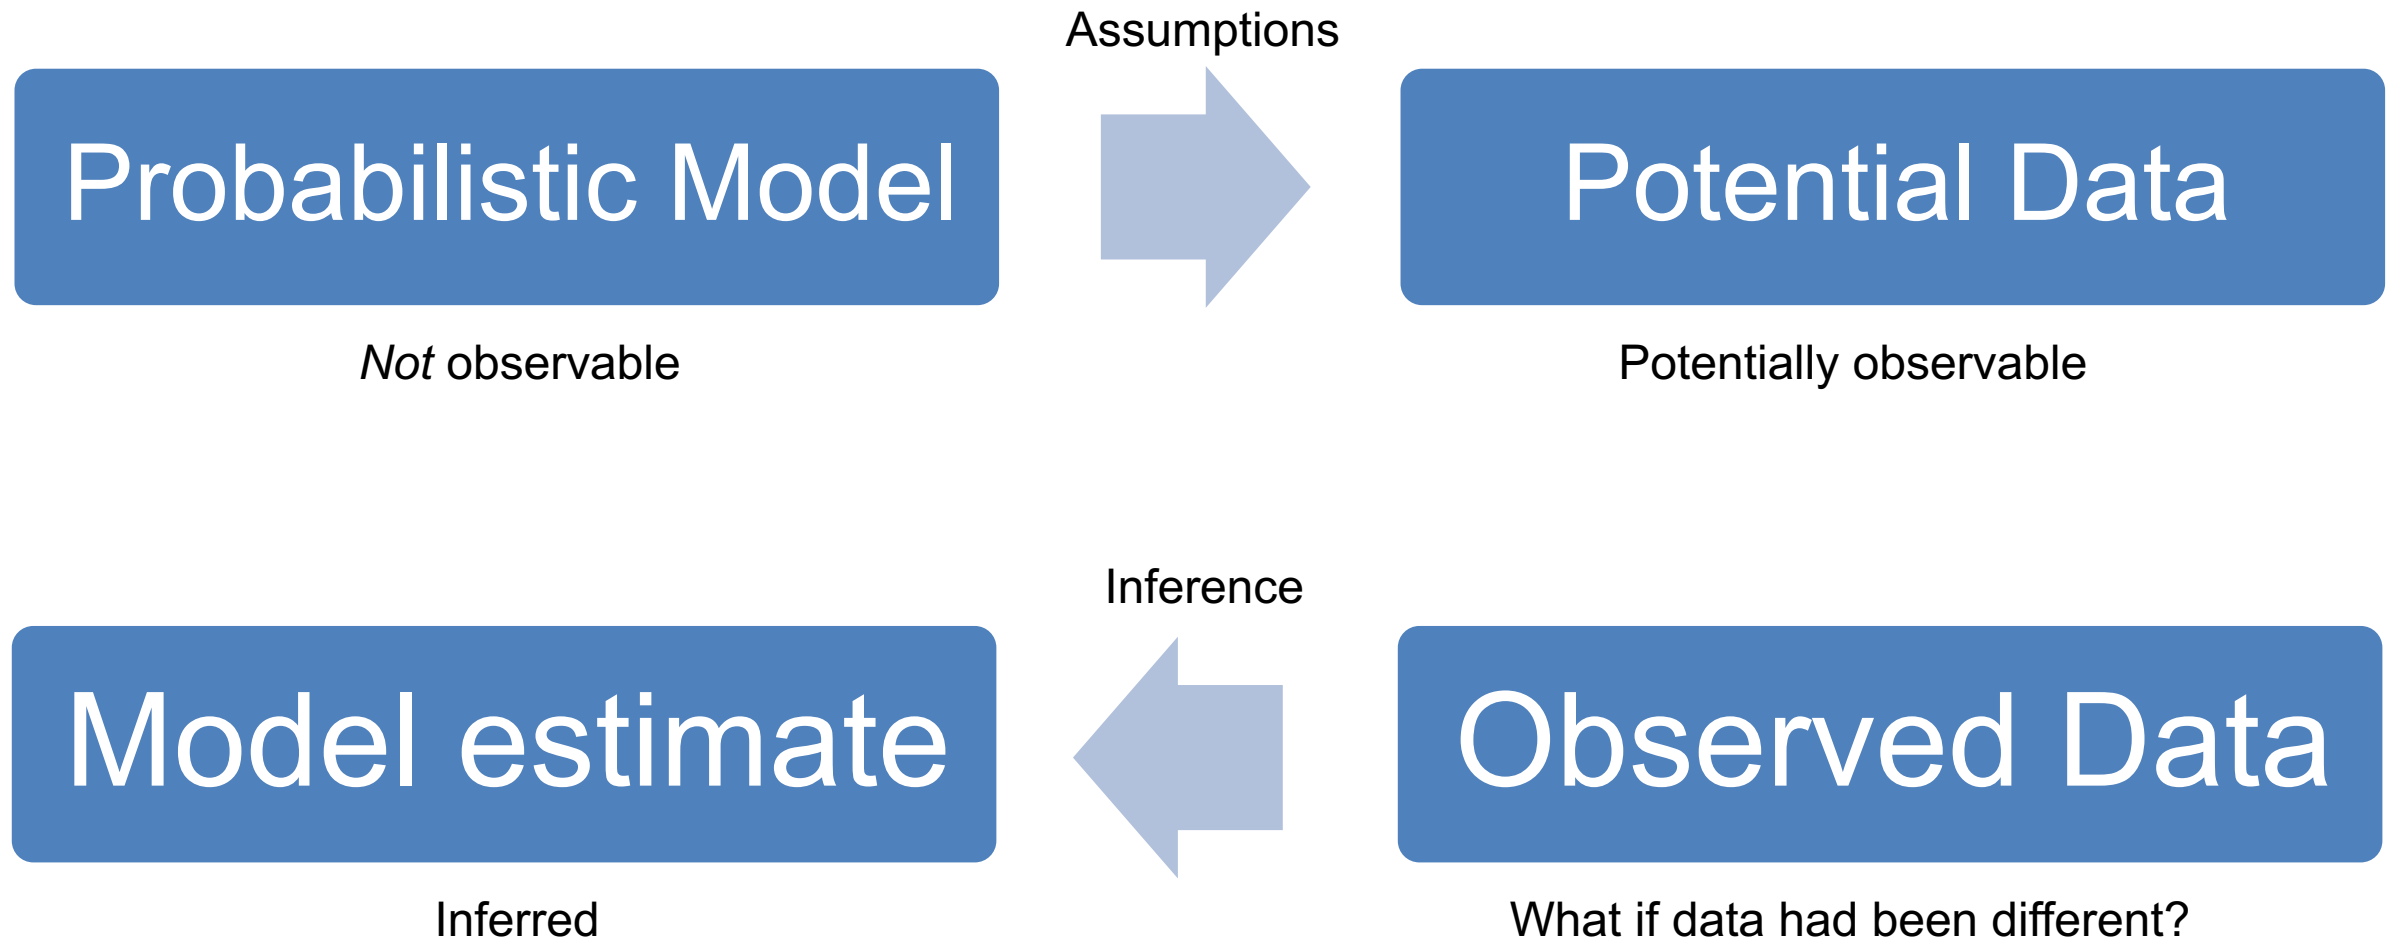 Assumptions
Probabilistic Model
Potential Data
Not observable
Potentially observable
Inference
Model estimate
Observed Data
Inferred
What if data had been different?